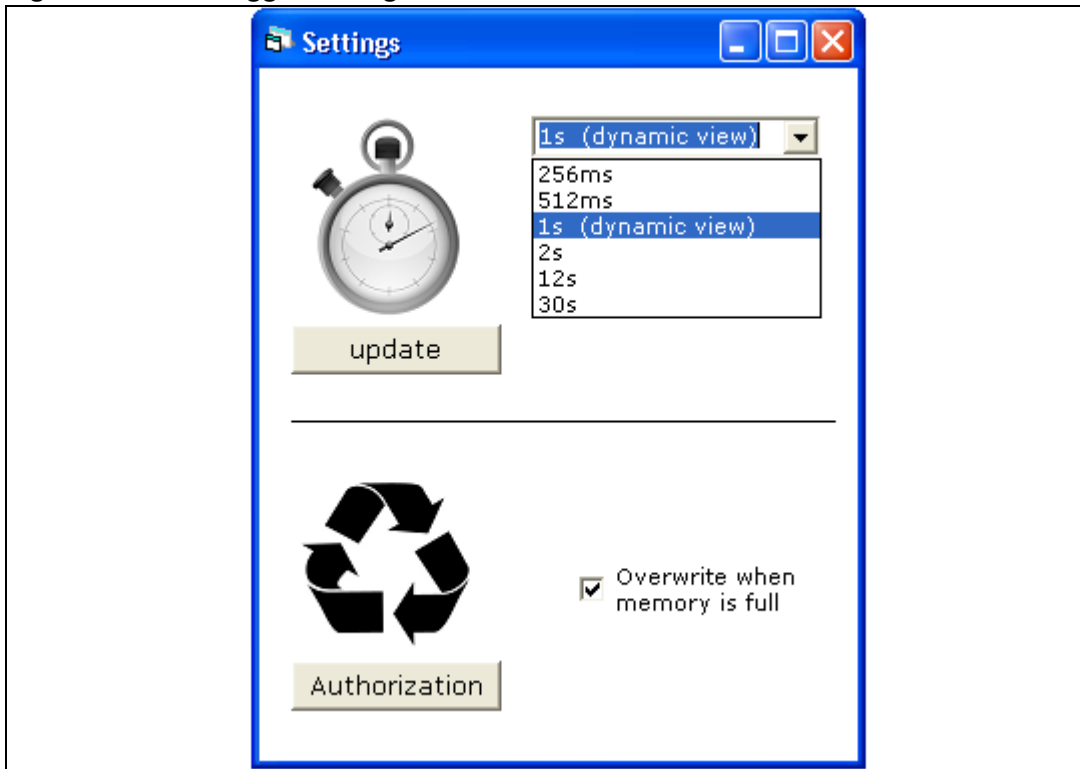 Settings
1s (dynamic view)
256ms
512ms
1s (dynamic view)
2s
12s
30s
update
Overwrite when
memory is full
Authorization